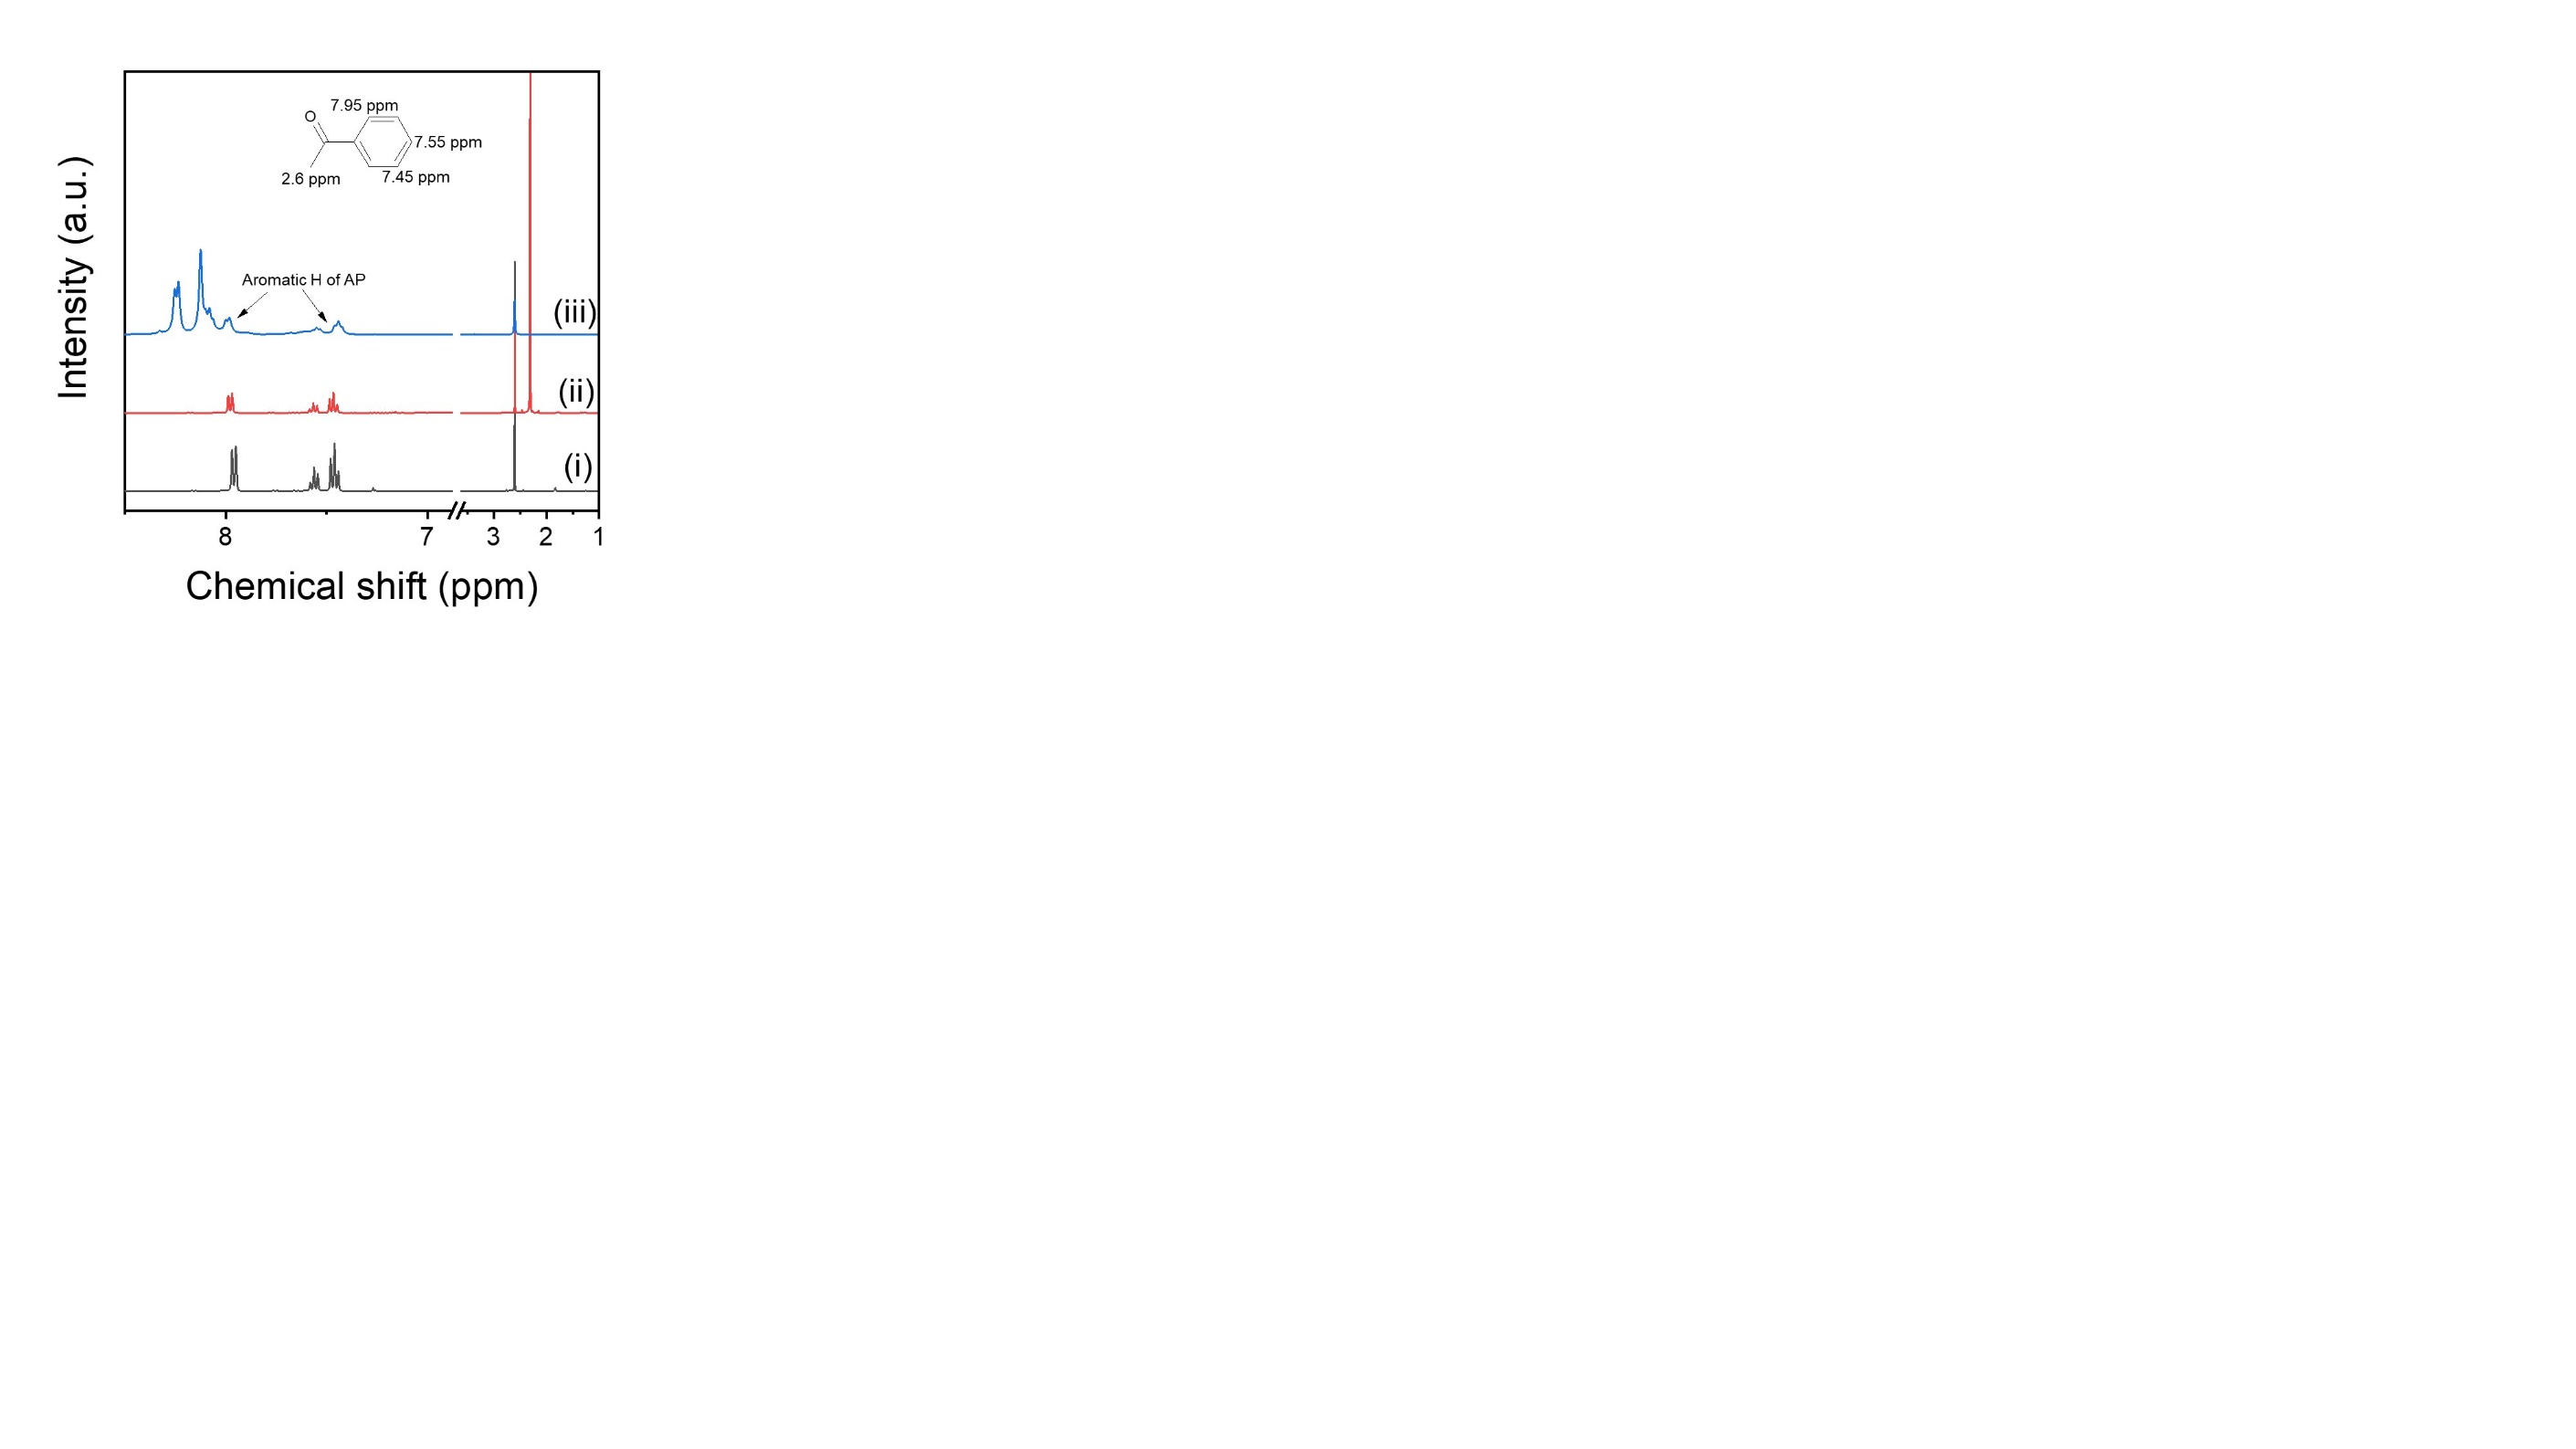 7.95 ppm
O
7.55 ppm
2.6 ppm
7.45 ppm
Aromatic H of AP
(iii)
(ii)
(i)
Intensity (a.u.)
8 7 3 2 1
Chemical shift (ppm)